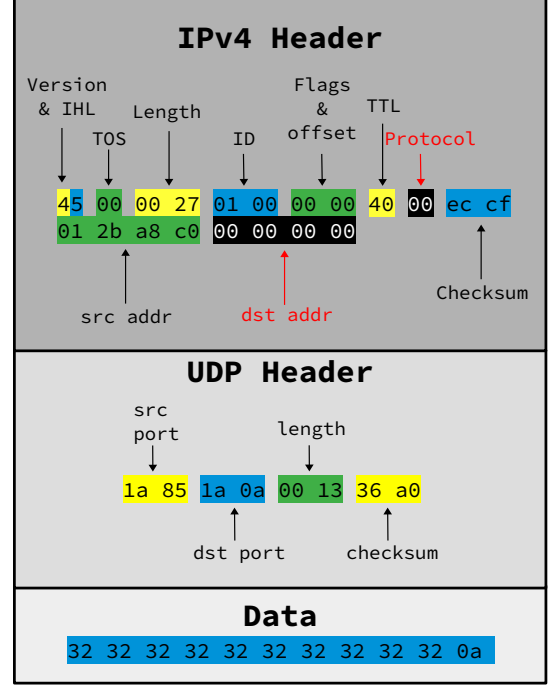 IPv4 Header
Version
& IHL
TOS
Length
ID
Flags
&
offset
TTL
Protocol
45 00 00 27 01 00 00 00 40 00 ec cf
01 2b a8 c0 00 00 00 00
src addr
dst addr
Checksum
UDP Header
src
port
length
1a 85 1a 0a 00 13 36 a0
dst port
checksum
Data
32 32 32 32 32 32 32 32 32 32 0a